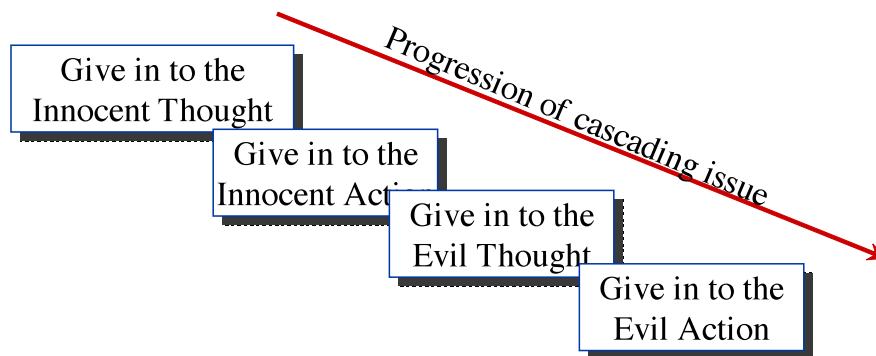 Progression of cascading issue
Give in to the
Innocent Thought
Give in to the
Innocent Action
Give in to the
Evil Thought
Give in to the
Evil Action